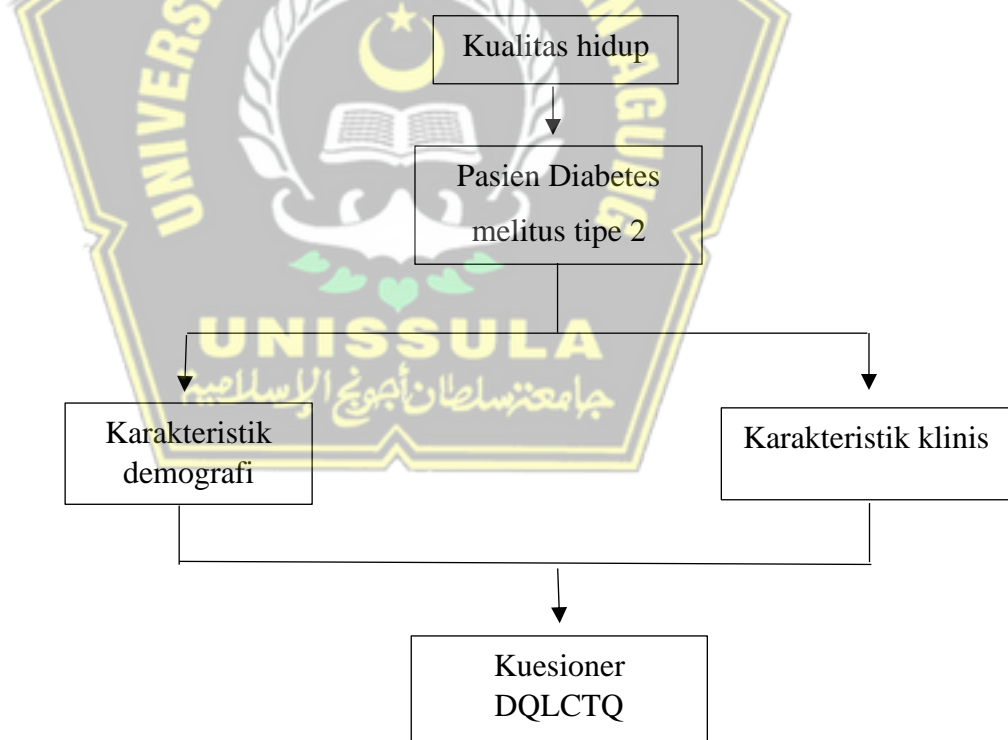 Kualitas hidup
Pasien Diabetes
melitus tipe 2
UNISSULA
جامعة سلطان أجونج الإسلامية
Karakteristik
demografi
Karakteristik klinis
Kuesioner
DQLCTQ